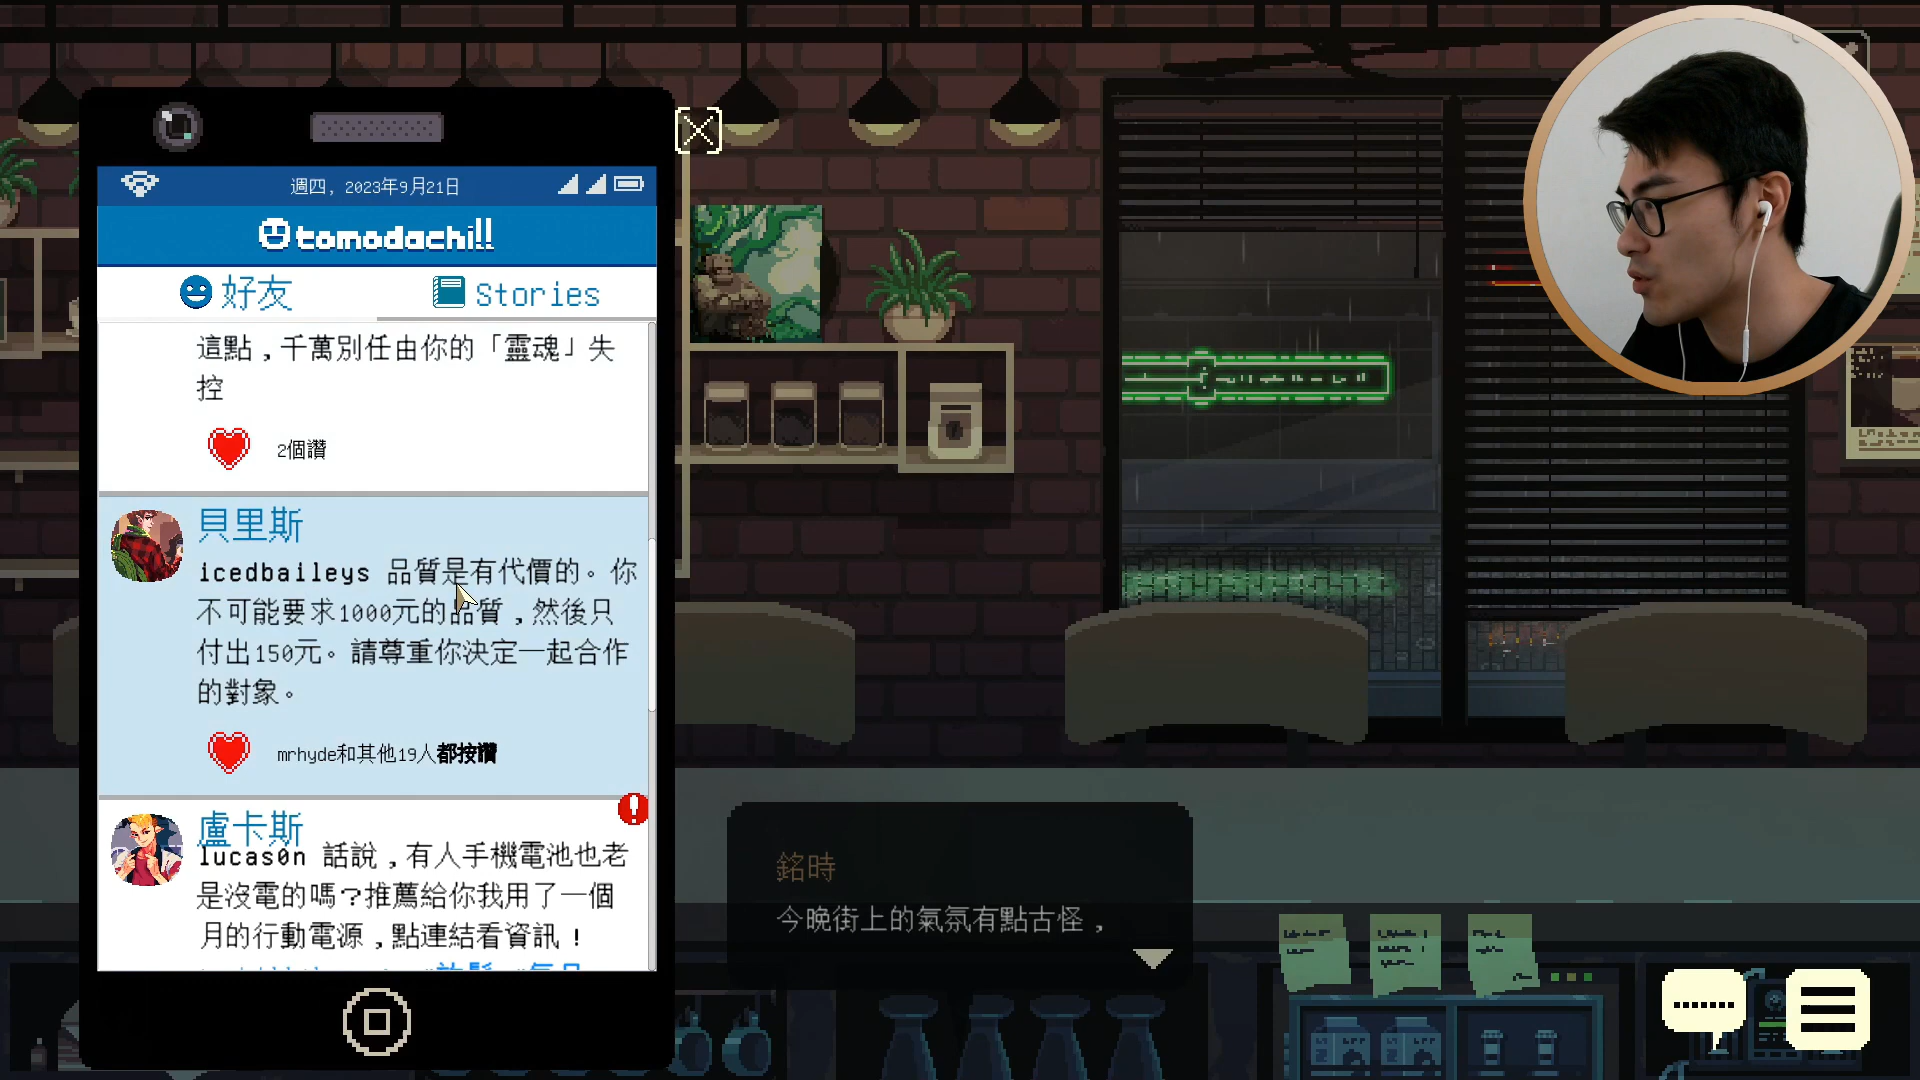 週四, 2023年9月21日
tomodachi!!
好友
Stories
這點,千萬別任由你的「靈魂」失
控
2個讚
貝里斯
icedbaileys 品質是有代價的。你
不可能要求1000元的品質,然後只
付出150元。請尊重你決定一起合作
的對象。
mrhyde和其他19人都按讚
盧卡斯
lucas0n 話說,有人手機電池也老
是沒電的嗎?推薦給你我用了一個
月的行動電源,點連結看資訊!
銘時
今晚街上的氣氛有點古怪,